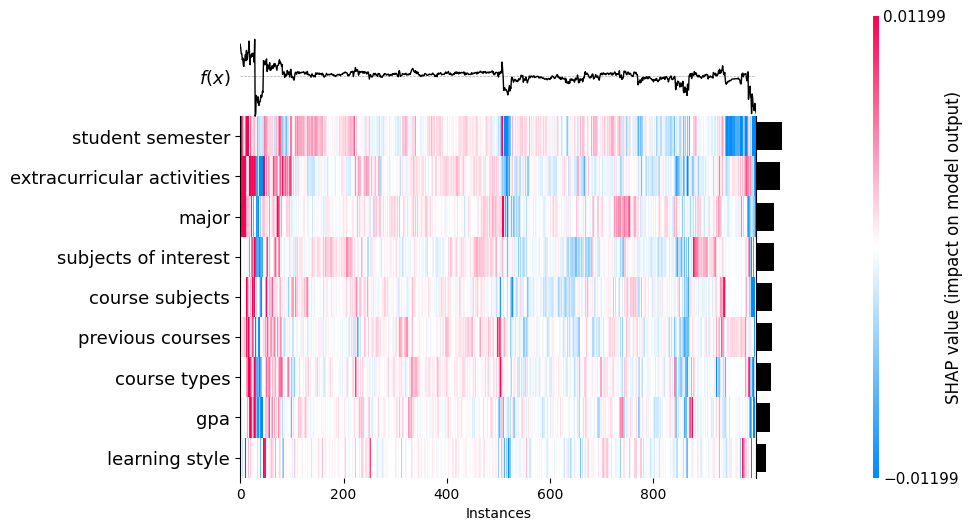 0.01199
f(x)
student semester
extracurricular activities
major
subjects of interest
course subjects
previous courses
course types
gpa
learning style
0 200 400 600 800
Instances
SHAP value (impact on model output)
−0.01199